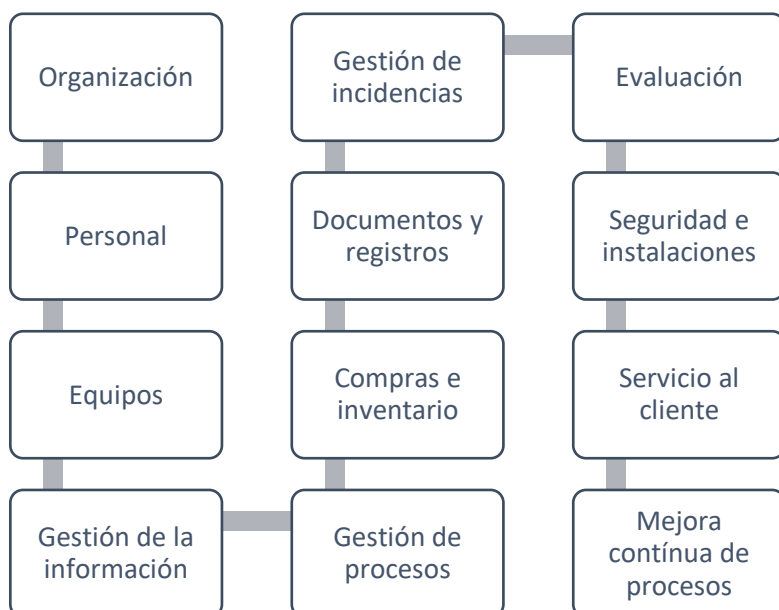 Organización
Personal
Equipos
Gestión de la
información
Gestión de
procesos
Compras e
inventario
Documentos y
registros
Gestión de
incidencias
Evaluación
Seguridad e
instalaciones
Servicio al
cliente
Mejora
contínua de
procesos